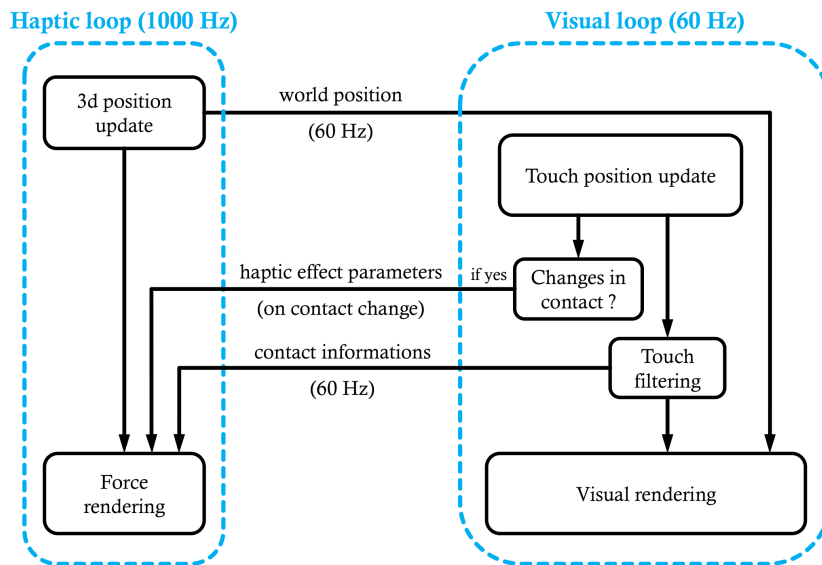 Haptic loop (1000 Hz)
Visual loop (60 Hz)
3d position
update
world position
(60 Hz)
Touch position update
haptic effect parameters
if yes
(on contact change)
Changes in
contact ?
contact informations
(60 Hz)
Touch
filtering
Force
rendering
Visual rendering